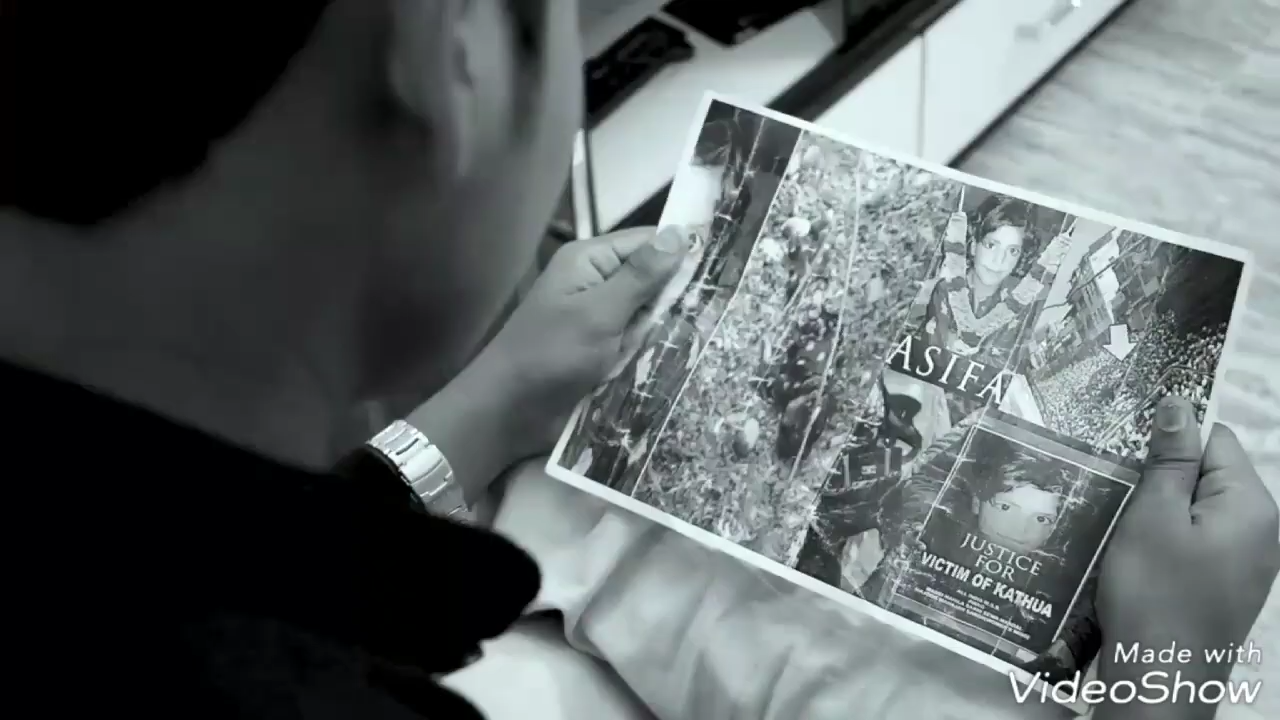 ASIFA
JUSTICE
FOR
VICTIM OF KATHUA
Made with
VideoShow